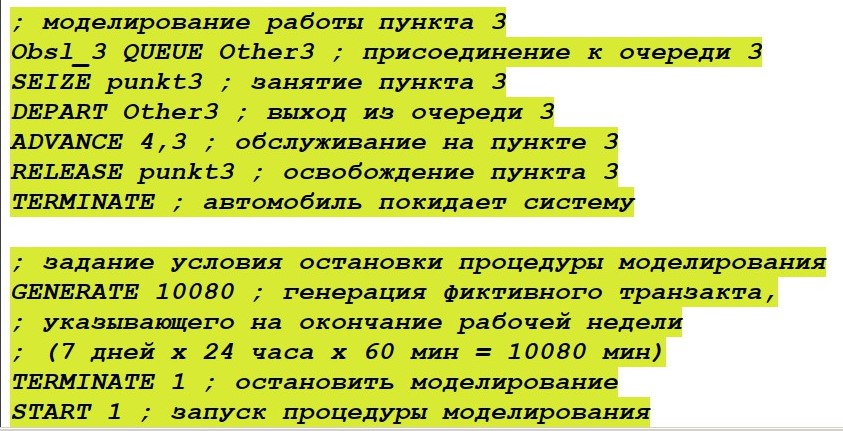 ; моделирование работы пункта 3
Obsl_3 QUEUE Other3 ; присоединение к очереди 3
SEIZE punkt3 ; занятие пункта 3
DEPART Other3 ; выход из очереди 3
ADVANCE 4,3 ; обслуживание на пункте 3
RELEASE punkt3 ; освобождение пункта 3
TERMINATE ; автомобиль покидает систему
; задание условия остановки процедуры моделирования
GENERATE 10080 ; генерация фиктивного транзакта,
; указывающего на окончание рабочей недели
; (7 дней х 24 часа х 60 мин = 10080 мин)
TERMINATE 1 ; остановить моделирование
START 1 ; запуск процедуры моделирования